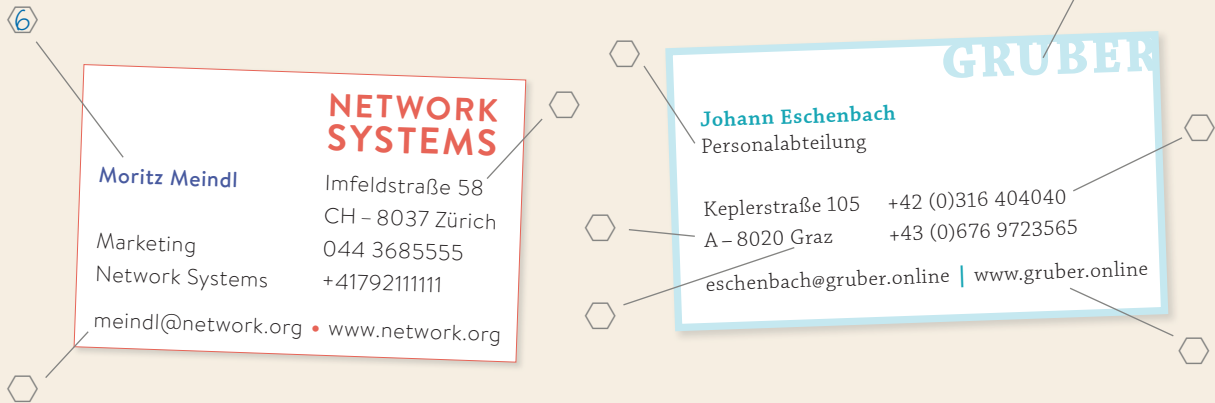 6
NETWORK
SYSTEMS
Moritz Meindl
Imfeldstraße 58
CH – 8037 Zürich
Marketing
044 3685555
Network Systems
+41792111111
meindl@network.org • www.network.org
GRUBER
Johann Eschenbach
Personalabteilung
Keplerstraße 105 +42 (0)316 404040
A – 8020 Graz +43 (0)676 9723565
eschenbach@gruber.online | www.gruber.online